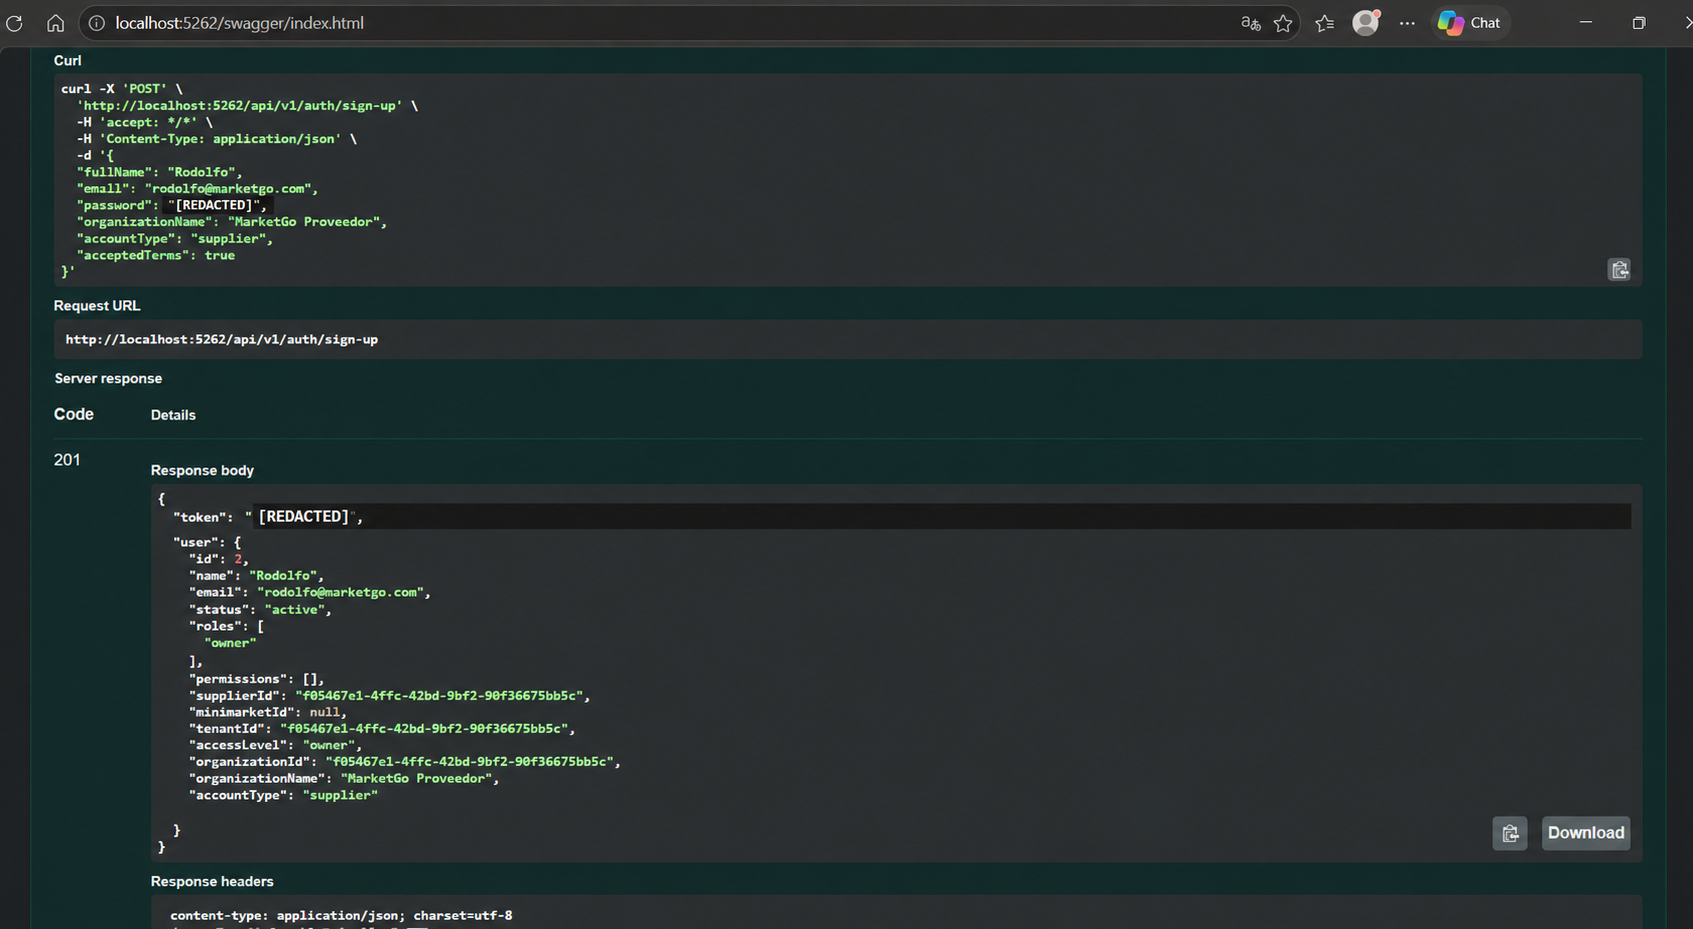 localhost:5262/swagger/index.html
Chat
Curl
curl -X 'POST' \
'http://localhost:5262/api/v1/auth/sign-up' \
-H 'accept: */*' \
-H 'Content-Type: application/json' \
-d '{
"fullName": "Rodolfo",
"email": "rodolfo@marketgo.com",
"password": "[REDACTED]",
"organizationName": "MarketGo Proveedor",
"accountType": "supplier",
"acceptedTerms": true
}'
Request URL
http://localhost:5262/api/v1/auth/sign-up
Server response
Code Details
201
Response body
{
"token": "[REDACTED]",
"user": {
"id": 2,
"name": "Rodolfo",
"email": "rodolfo@marketgo.com",
"status": "active",
"roles": [
"owner"
],
"permissions": [],
"supplierId": "f05467e1-4ffc-42bd-9bf2-90f36675bb5c",
"minimarketId": null,
"tenantId": "f05467e1-4ffc-42bd-9bf2-90f36675bb5c",
"accessLevel": "owner",
"organizationId": "f05467e1-4ffc-42bd-9bf2-90f36675bb5c",
"organizationName": "MarketGo Proveedor",
"accountType": "supplier"
}
}
Download
Response headers
content-type: application/json; charset=utf-8